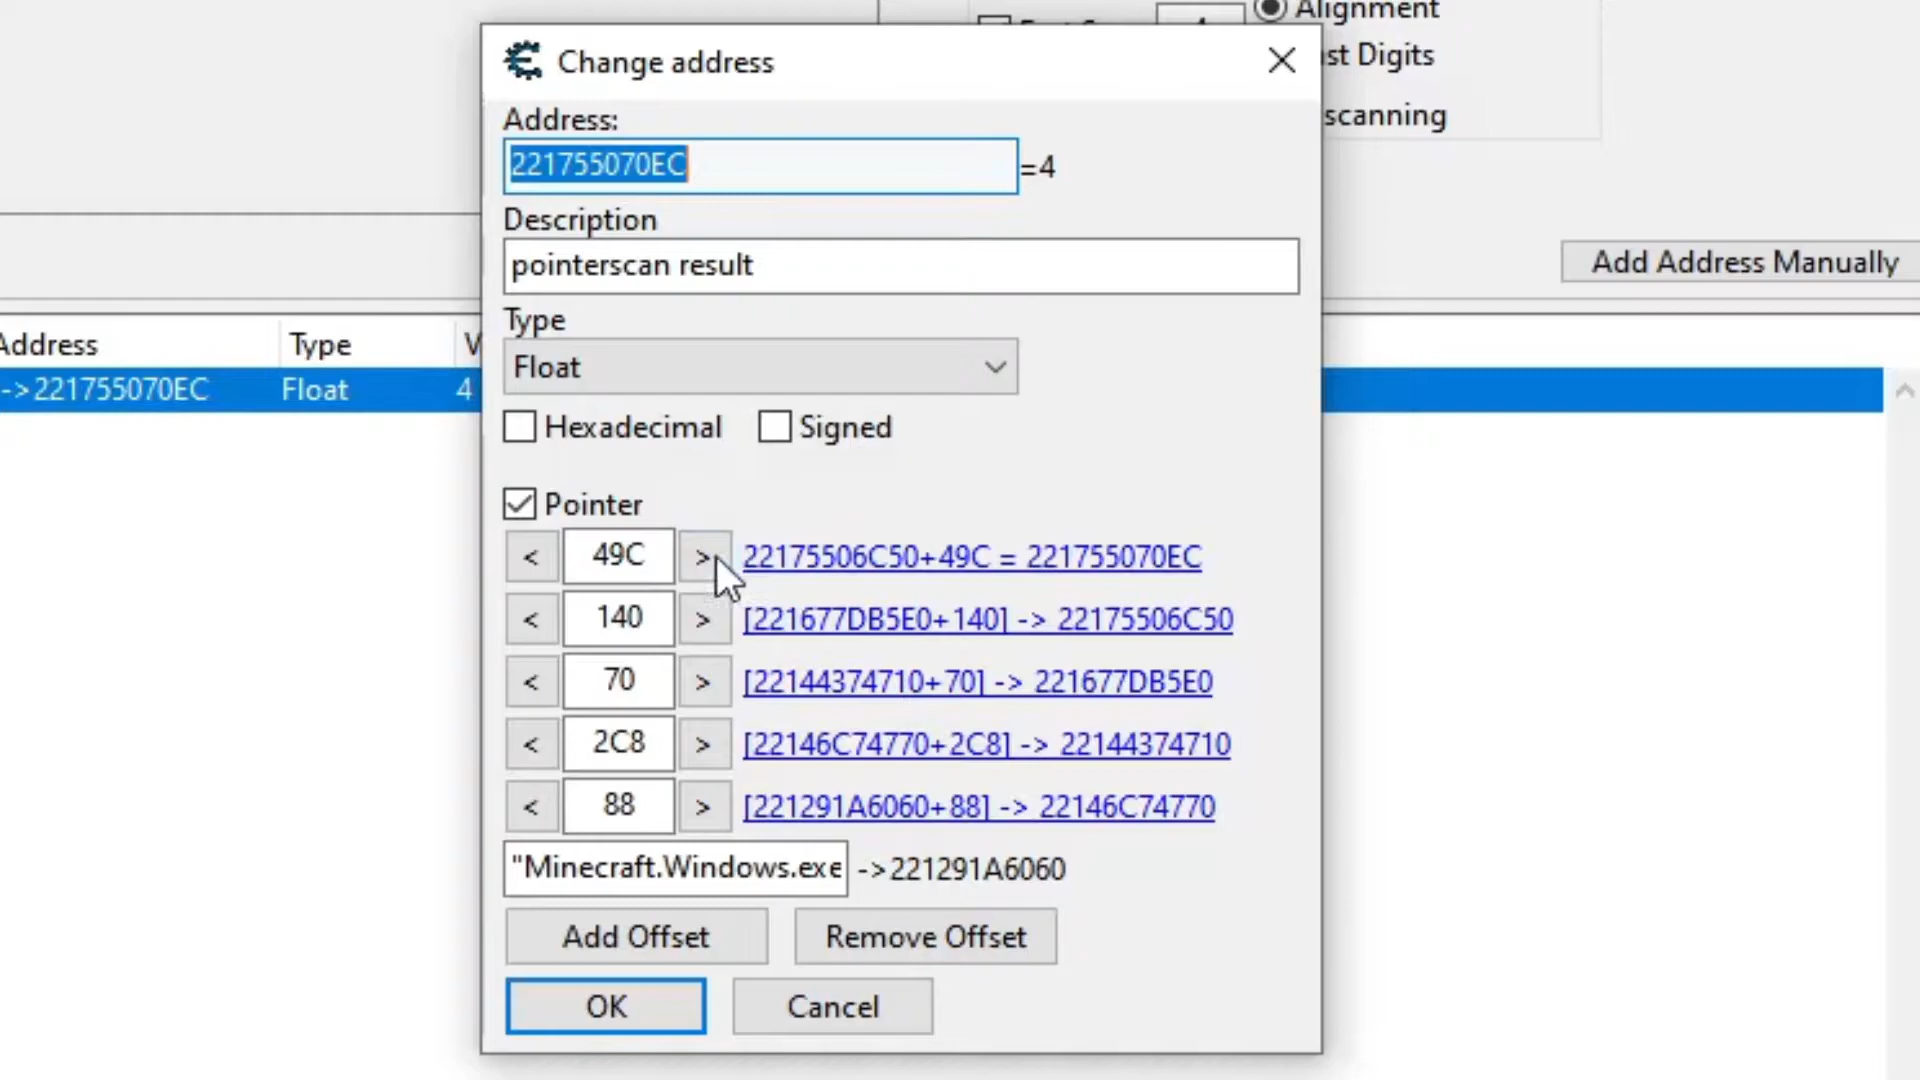 Alignment
Change address
st Digits
Address:
scanning
221755070EC
=4
Description
pointerscan result
Add Address Manually
Type
Address
Type
V
Float
->221755070EC
Float
4
Hexadecimal
Signed
Pointer
<
49C
>
22175506C50+49C = 221755070EC
<
140
>
[221677DB5E0+140] -> 22175506C50
<
70
>
[22144374710+70] -> 221677DB5E0
<
2C8
>
[22146C74770+2C8] -> 22144374710
<
88
>
[221291A6060+88] -> 22146C74770
"Minecraft.Windows.exe
->221291A6060
Add Offset
Remove Offset
OK
Cancel